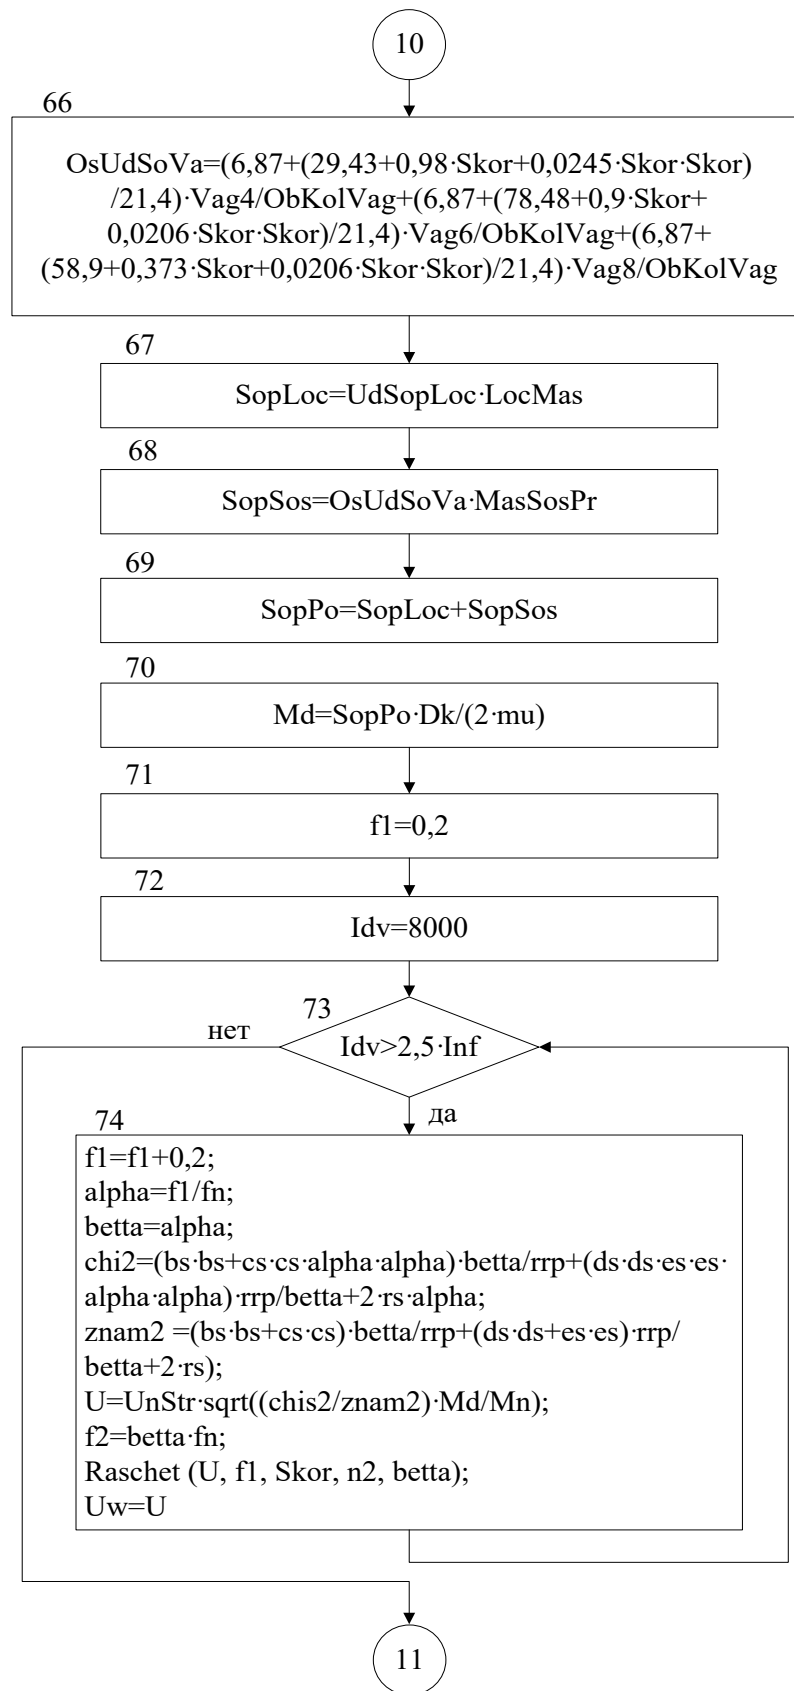 10
66
OsUdSoVa=(6,87+(29,43+0,98·Skor+0,0245·Skor·Skor)
/21,4)·Vag4/ObKolVag+(6,87+(78,48+0,9·Skor+
0,0206·Skor·Skor)/21,4)·Vag6/ObKolVag+(6,87+
(58,9+0,373·Skor+0,0206·Skor·Skor)/21,4)·Vag8/ObKolVag
67
SopLoc=UdSopLoc·LocMas
68
SopSos=OsUdSoVa·MasSosPr
69
SopPo=SopLoc+SopSos
70
Md=SopPo·Dk/(2·mu)
71
f1=0,2
72
Idv=8000
73
нет
Idv>2,5·Inf
да
74
f1=f1+0,2;
alpha=f1/fn;
betta=alpha;
chi2=(bs·bs+cs·cs·alpha·alpha)·betta/rrp+(ds·ds·es·es·
alpha·alpha)·rrp/betta+2·rs·alpha;
znam2 =(bs·bs+cs·cs)·betta/rrp+(ds·ds+es·es)·rrp/
betta+2·rs);
U=UnStr·sqrt((chis2/znam2)·Md/Mn);
f2=betta·fn;
Raschet (U, f1, Skor, n2, betta);
Uw=U
11